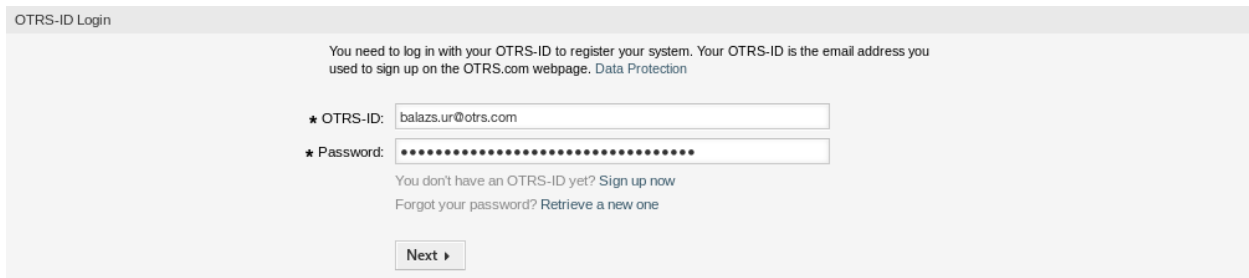 OTRS-ID Login
You need to log in with your OTRS-ID to register your system. Your OTRS-ID is the email address you
used to sign up on the OTRS.com webpage. Data Protection
★ OTRS-ID: balazs.ur@otrs.com
★ Password: ••••••••••••••••••••••••••••••••••
You don't have an OTRS-ID yet? Sign up now
Forgot your password? Retrieve a new one
Next ▸